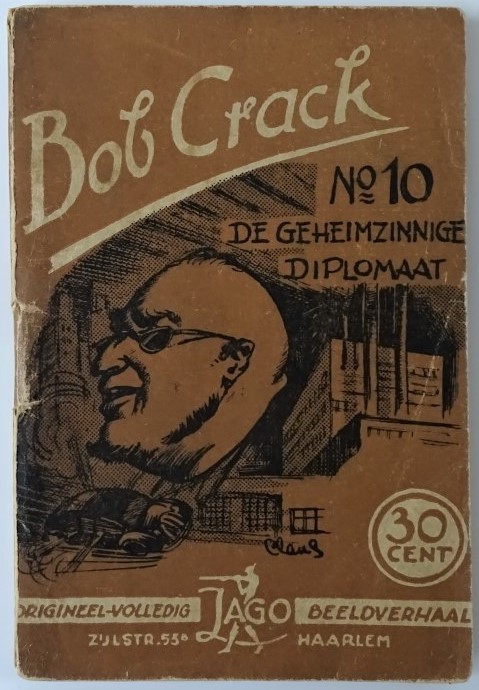 Bob Crack
Nº 10
DE GEHEIMZINNIGE
DIPLOMAAT
Claus
30
CENT
ORIGINEEL-VOLLEDIG JAGO BEELDVERHAAL
ZIJLSTR. 55a HAARLEM